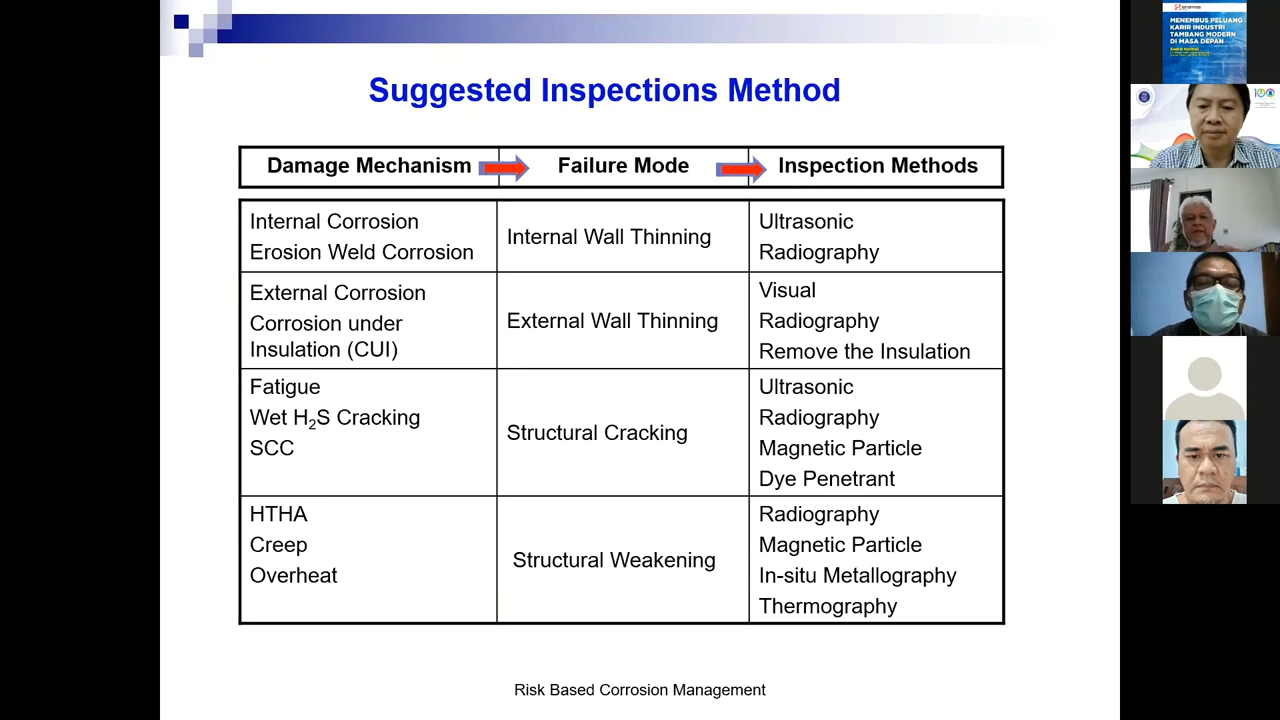 Suggested Inspections Method
Damage Mechanism
Failure Mode
Inspection Methods
Internal Corrosion
Erosion Weld Corrosion
Internal Wall Thinning
Ultrasonic
Radiography
External Corrosion
Corrosion under
Insulation (CUI)
External Wall Thinning
Visual
Radiography
Remove the Insulation
Fatigue
Wet H₂S Cracking
SCC
Structural Cracking
Ultrasonic
Radiography
Magnetic Particle
Dye Penetrant
HTHA
Creep
Overheat
Structural Weakening
Radiography
Magnetic Particle
In-situ Metallography
Thermography
Risk Based Corrosion Management
MENEMBUS PELUANG
KARIR INDUSTRI
TAMBANG MODERN
DI MASA DEPAN